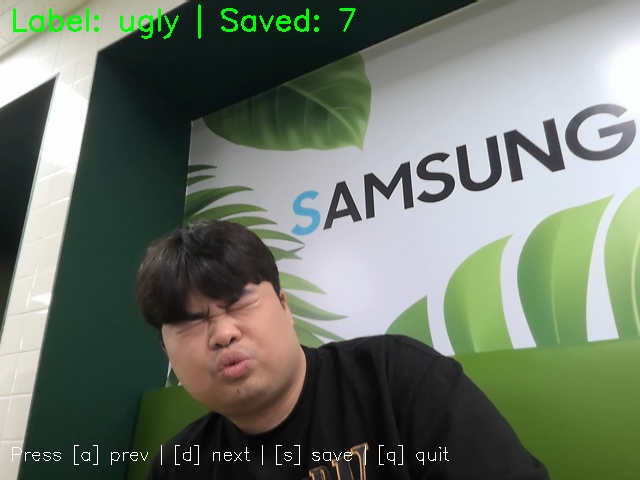 Label: ugly | Saved: 7
SAMSUNG
Press [a] prev | [d] next | [s] save | [q] quit